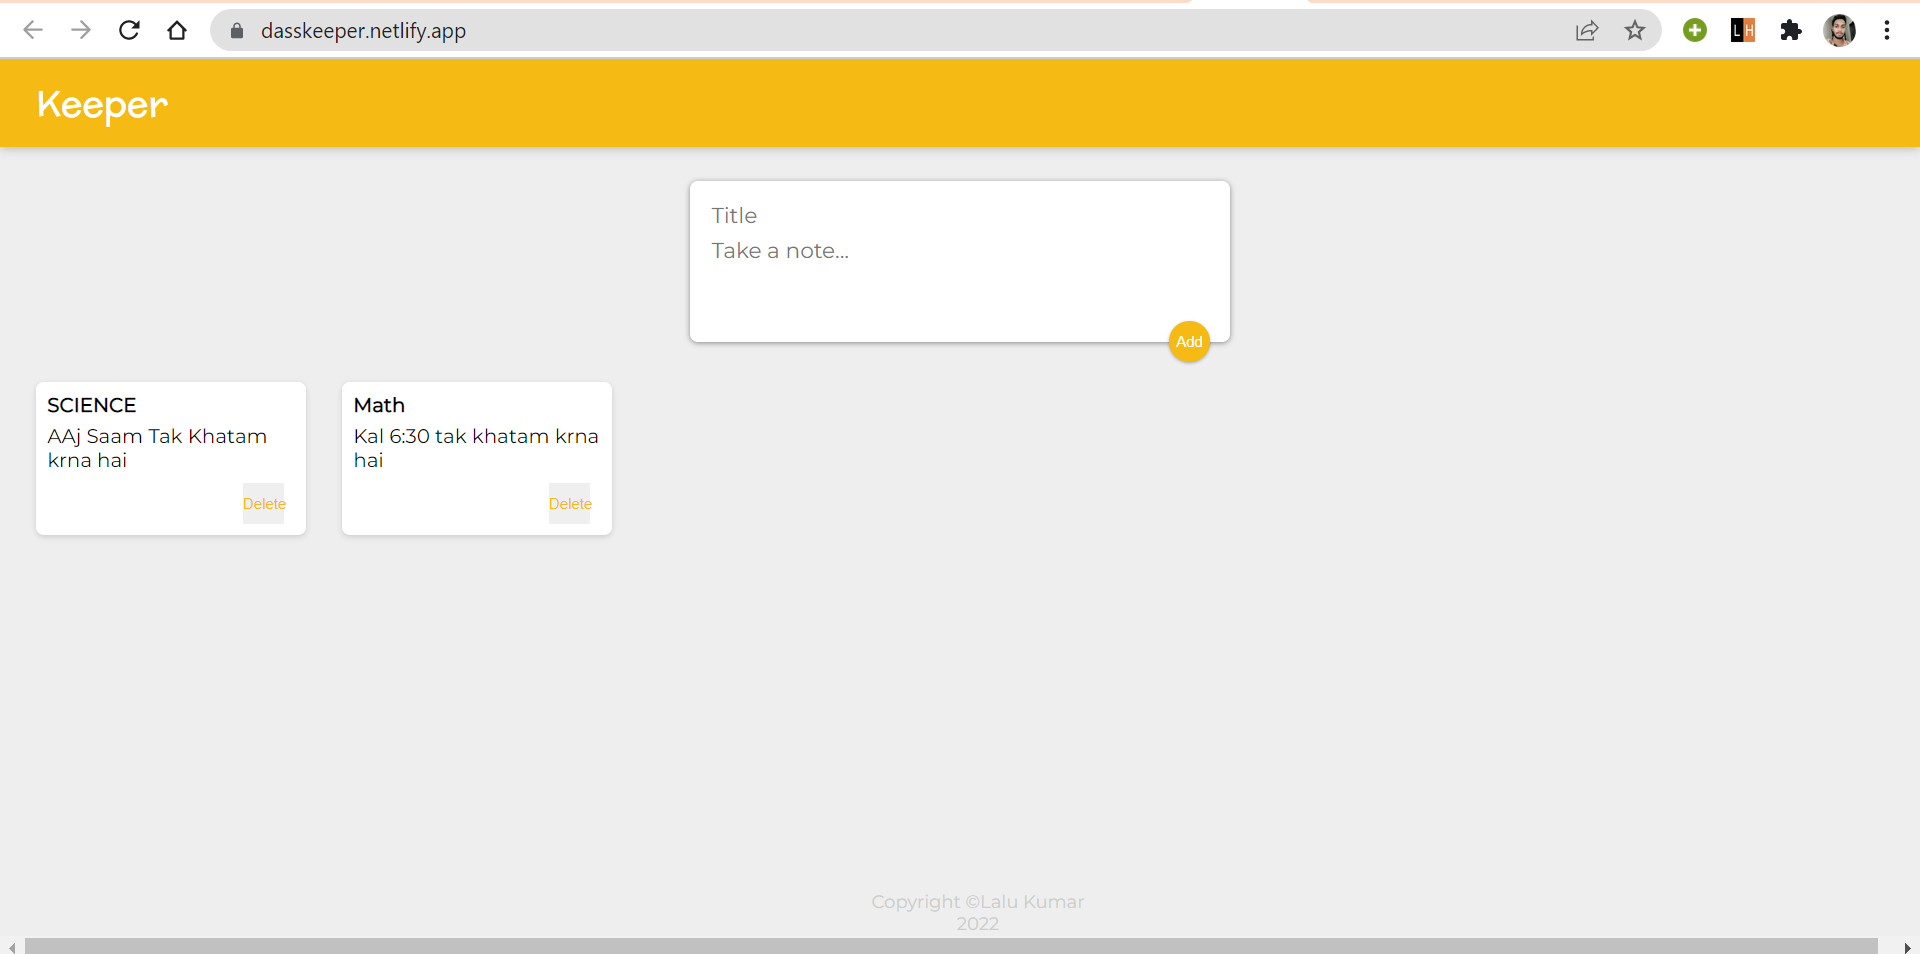 dasskeeper.netlify.app
L H
Keeper
Title
Take a note...
Add
SCIENCE
AAj Saam Tak Khatam
krna hai
Delete
Math
Kal 6:30 tak khatam krna
hai
Delete
Copyright ©Lalu Kumar
2022